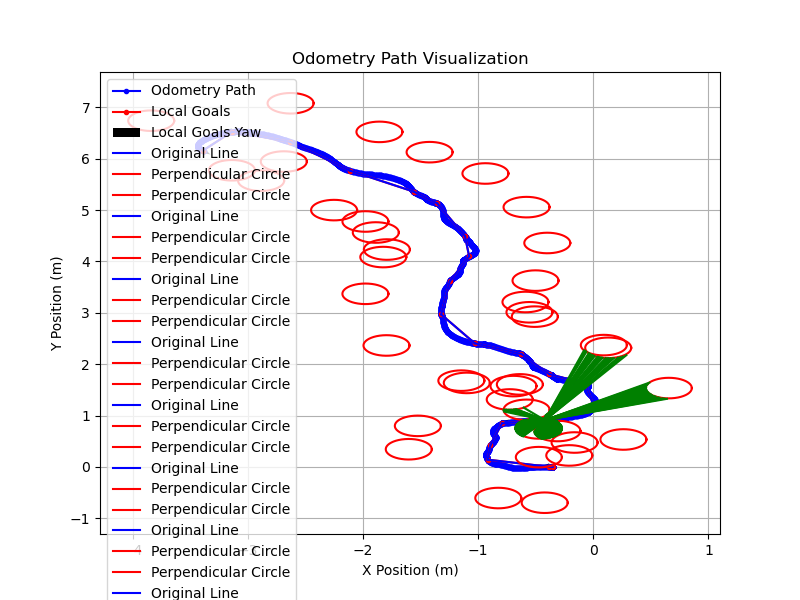 Odometry Path Visualization
Odometry Path
Local Goals
Local Goals Yaw
Original Line
Perpendicular Circle
Perpendicular Circle
Original Line
Perpendicular Circle
Perpendicular Circle
Original Line
Perpendicular Circle
Perpendicular Circle
Original Line
Perpendicular Circle
Perpendicular Circle
Original Line
Perpendicular Circle
Perpendicular Circle
Original Line
Perpendicular Circle
Perpendicular Circle
Original Line
Perpendicular Circle
Perpendicular Circle
Original Line
Y Position (m)
7
6
5
4
3
2
1
0
−1
−2
−1
0
1
X Position (m)